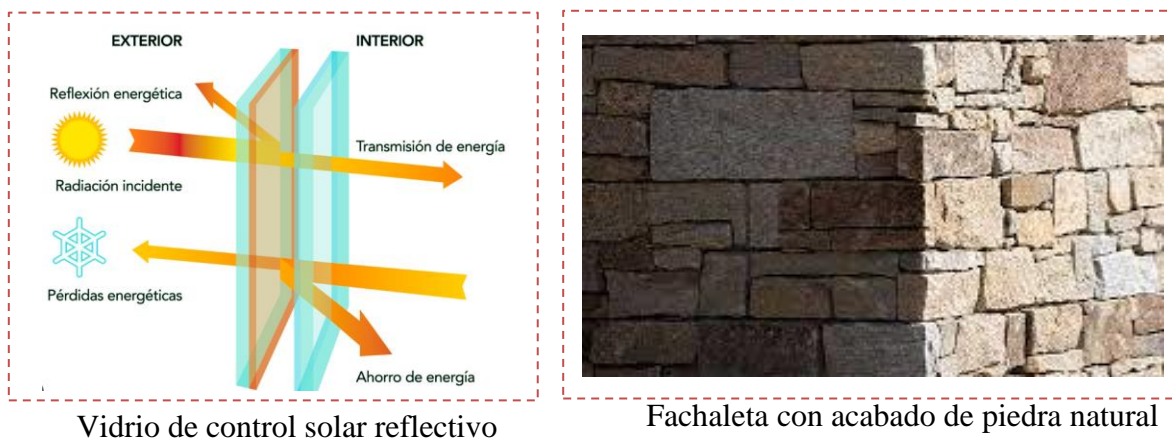 EXTERIOR
INTERIOR
Reflexión energética
Transmisión de energía
Radiación incidente
Pérdidas energéticas
Ahorro de energía
Vidrio de control solar reflectivo
Fachaleta con acabado de piedra natural